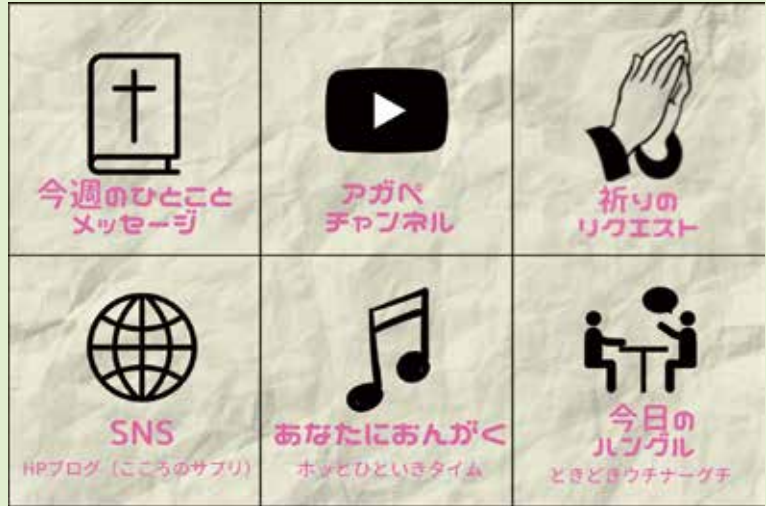 今週のひとこと
メッセージ
アガペ
チャンネル
祈りの
リクエスト
SNS
HPブログ（こころのサプリ）
あなたにおんがく
ホッとひといきタイム
今日の
ハングル
ときどきウチナーグチ